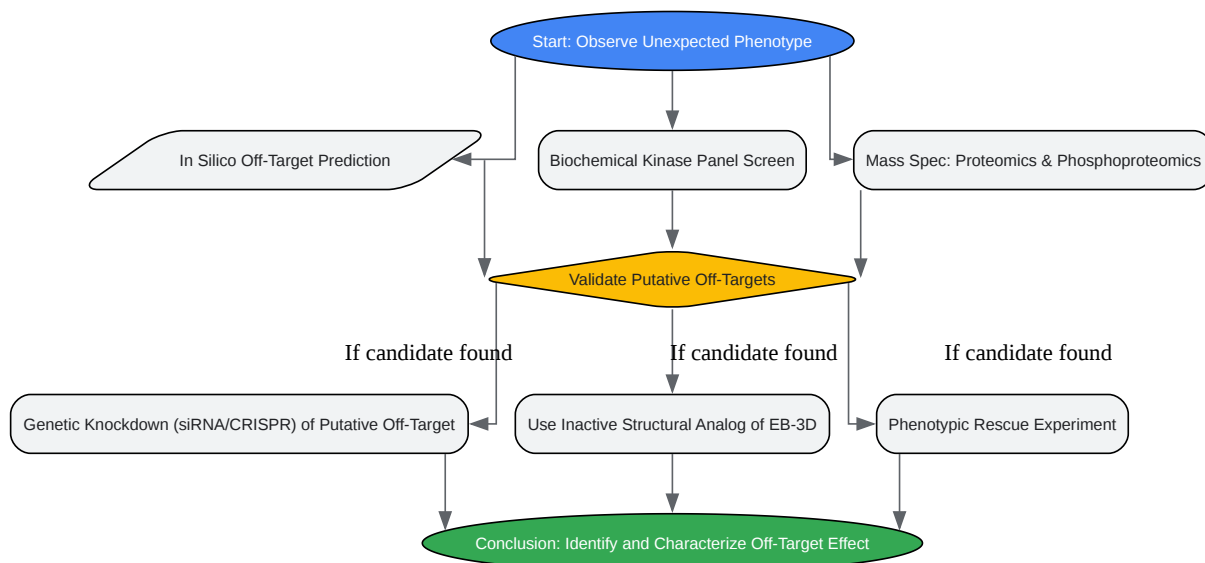 Start: Observe Unexpected Phenotype
In Silico Off-Target Prediction
Biochemical Kinase Panel Screen
Mass Spec: Proteomics & Phosphoproteomics
Validate Putative Off-Targets
If candidate found
If candidate found
If candidate found
Genetic Knockdown (siRNA/CRISPR) of Putative Off-Target
Use Inactive Structural Analog of EB-3D
Phenotypic Rescue Experiment
Conclusion: Identify and Characterize Off-Target Effect